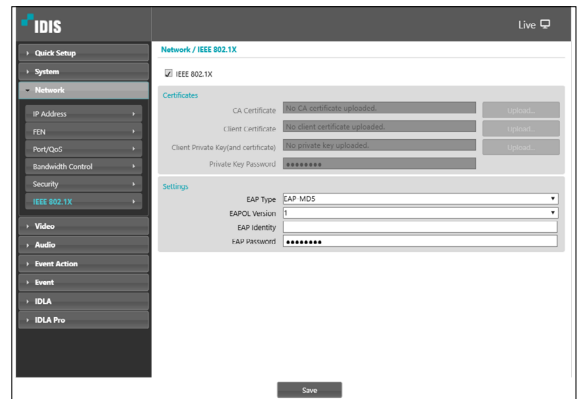 IDIS
Live
Quick Setup
System
Network
IP Address
FEN
Port/QoS
Bandwidth Control
Security
IEEE 802.1X
Video
Audio
Event Action
Event
IDLA
IDLA Pro
Network / IEEE 802.1X
IEEE 802.1X
Certificates
CA Certificate No CA certificate uploaded. Upload...
Client Certificate No client certificate uploaded. Upload...
Client Private Key(and certificate) No private key uploaded. Upload...
Private Key Password ●●●●●●●●
Settings
EAP Type EAP MD5
EAPOL Version 1
EAP Identity
EAP Password ●●●●●●●●
Save